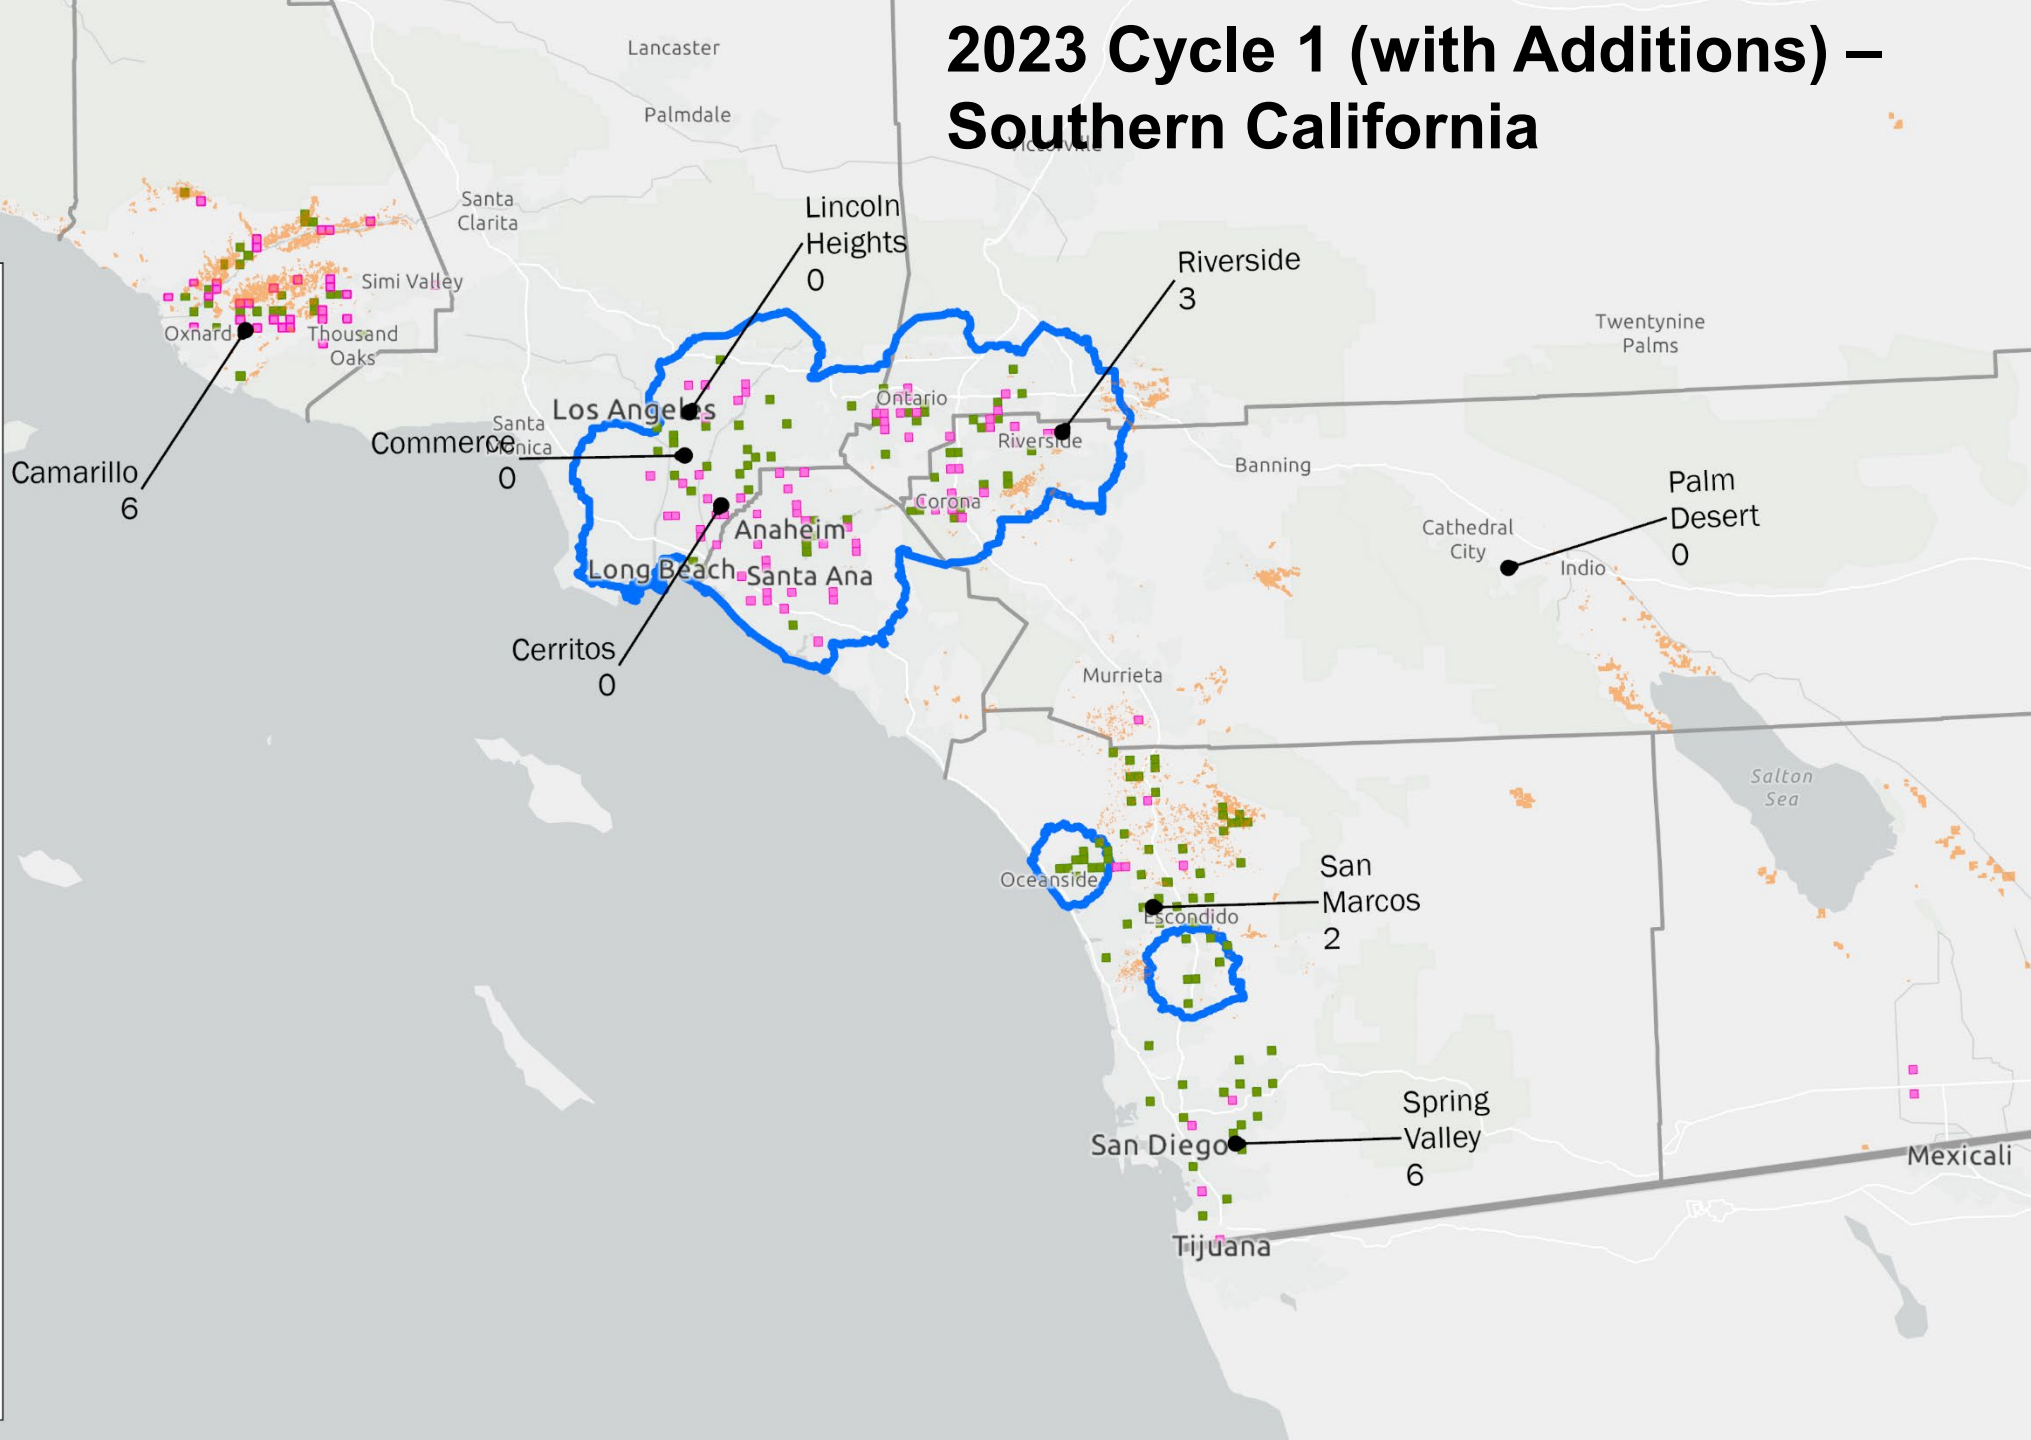 2023 Cycle 1 (with Additions) –
Southern California
Lancaster
Palmdale
Victorville
Santa
Clarita
Lincoln
Heights
0
Riverside
3
Simi Valley
Oxnard
Thousand
Oaks
Twentynine
Palms
Ontario
Los Angeles
Santa
Monica
Commerce
0
Riverside
Camarillo
6
Banning
Palm
Desert
0
Corona
Anaheim
Cathedral
City
Indio
Long Beach
Santa Ana
Cerritos
0
Murrieta
Salton
Sea
Oceanside
San
Marcos
2
Escondido
Spring
Valley
6
San Diego
Mexicali
Tijuana